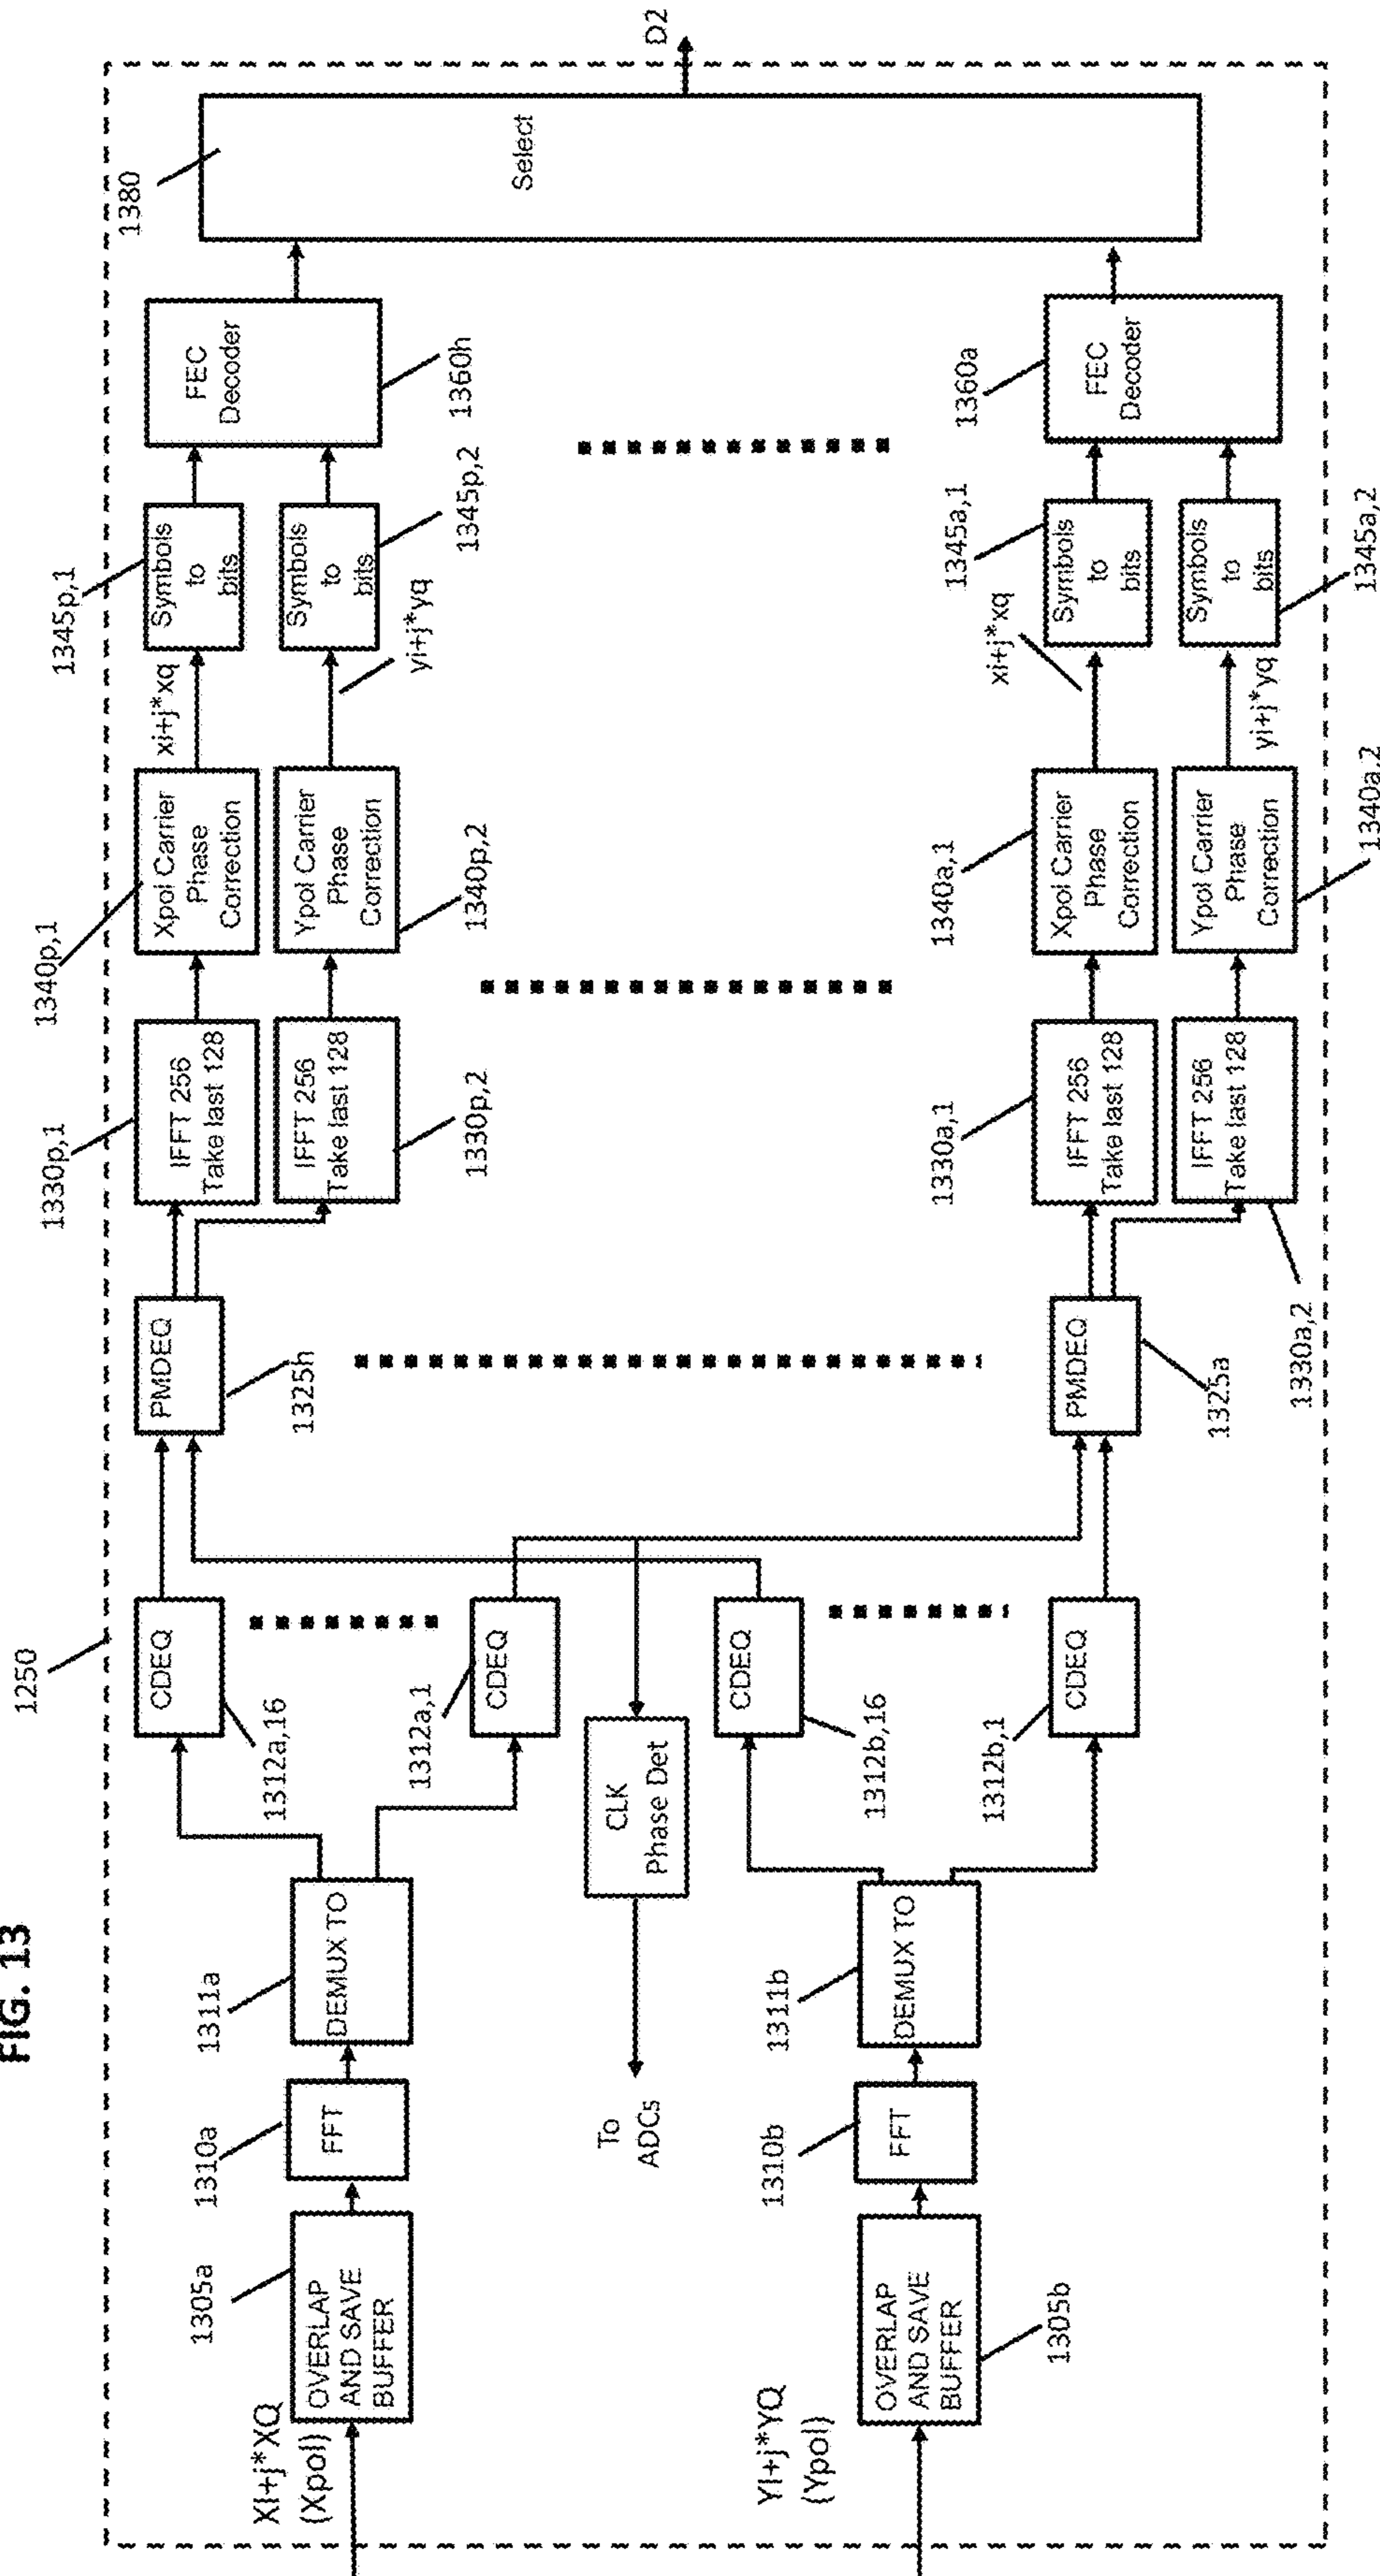 FIG. 13
1250
XI+j*XQ
(Xpol)
OVERLAP
AND SAVE
BUFFER
1305a
FFT
1310a
DEMUX TO
1311a
CDEQ
1312a,16
CDEQ
1312a,1
To
ADCs
CLK
Phase Det
YI+j*YQ
(Ypol)
OVERLAP
AND SAVE
BUFFER
1305b
FFT
1310b
DEMUX TO
1311b
CDEQ
1312b,16
CDEQ
1312b,1
PMDEQ
1325h
IFFT 256
Take last 128
1330p,1
IFFT 256
Take last 128
1330p,2
Xpol Carrier
Phase
Correction
1340p,1
Ypol Carrier
Phase
Correction
1340p,2
xi+j*xq
yi+j*yq
Symbols
to
bits
1345p,1
Symbols
to
bits
1345p,2
FEC
Decoder
1360h
PMDEQ
1325a
IFFT 256
Take last 128
1330a,1
IFFT 256
Take last 128
1330a,2
Xpol Carrier
Phase
Correction
1340a,1
Ypol Carrier
Phase
Correction
1340a,2
xi+j*xq
yi+j*yq
Symbols
to
bits
1345a,1
Symbols
to
bits
1345a,2
FEC
Decoder
1360a
Select
1380
D2